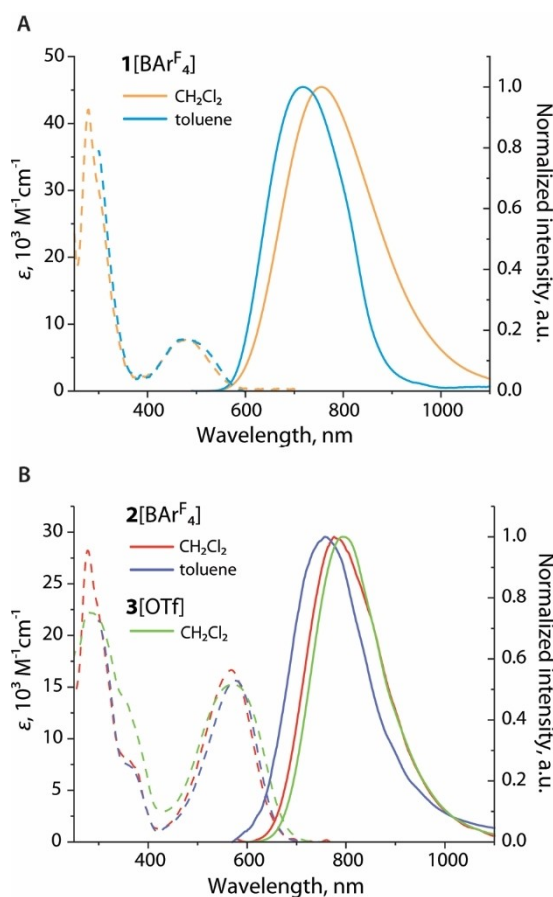 A
1[BArF4]
CH2Cl2
toluene
ε, 10³ M⁻¹cm⁻¹
50
40
30
20
10
0
Normalized intensity, a.u.
1.0
0.8
0.6
0.4
0.2
0.0
400 600 800 1000
Wavelength, nm
B
2[BArF4]
CH2Cl2
toluene
3[OTf]
CH2Cl2
ε, 10³ M⁻¹cm⁻¹
30
25
20
15
10
5
0
Normalized intensity, a.u.
1.0
0.8
0.6
0.4
0.2
0.0
400 600 800 1000
Wavelength, nm